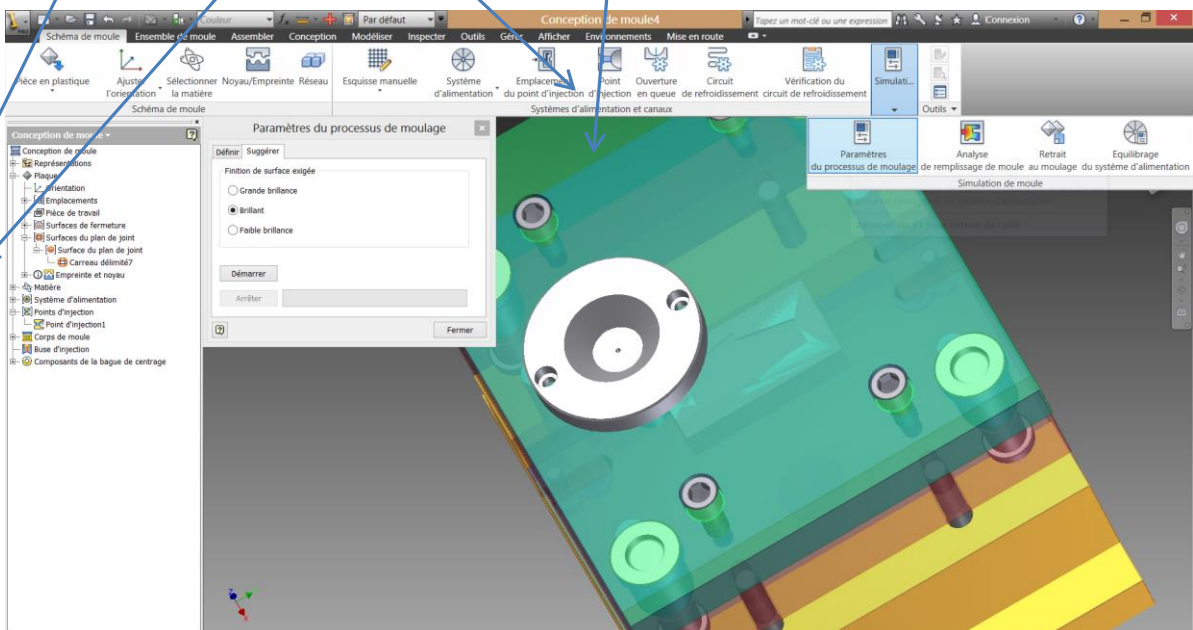 PRO
Couleur
Par défaut
Conception de moule4
Tapez un mot-clé ou une expression
Connexion
Schéma de moule Ensemble de moule Assembler Conception Modéliser Inspecter Outils Gérer Afficher Environnements Mise en route
Pièce en plastique
Ajuster l'orientation
Sélectionner la matière
Noyau/Empreinte
Réseau
Esquisse manuelle
Système d'alimentation
Emplacement du point d'injection
Point d'injection
Ouverture en queue
Circuit de refroidissement
Vérification du circuit de refroidissement
Simulati...
Schéma de moule
Systèmes d'alimentation et canaux
Outils
Paramètres du processus de moulage
Analyse de remplissage de moule
Retrait au moulage
Equilibrage du système d'alimentation
Simulation de moule
Conception de moule
Conception de moule
Représentations
Plaque
Orientation
Emplacements
Pièce de travail
Surfaces de fermeture
Surfaces du plan de joint
Surface du plan de joint
Carreau délimité7
Empreinte et noyau
Matière
Système d'alimentation
Points d'injection
Point d'injection1
Corps de moule
Buse d'injection
Composants de la bague de centrage
Paramètres du processus de moulage
Définir Suggérer
Finition de surface exigée
Grande brillance
Brillant
Faible brillance
Démarrer
Arrêter
Fermer
Z
Y
X